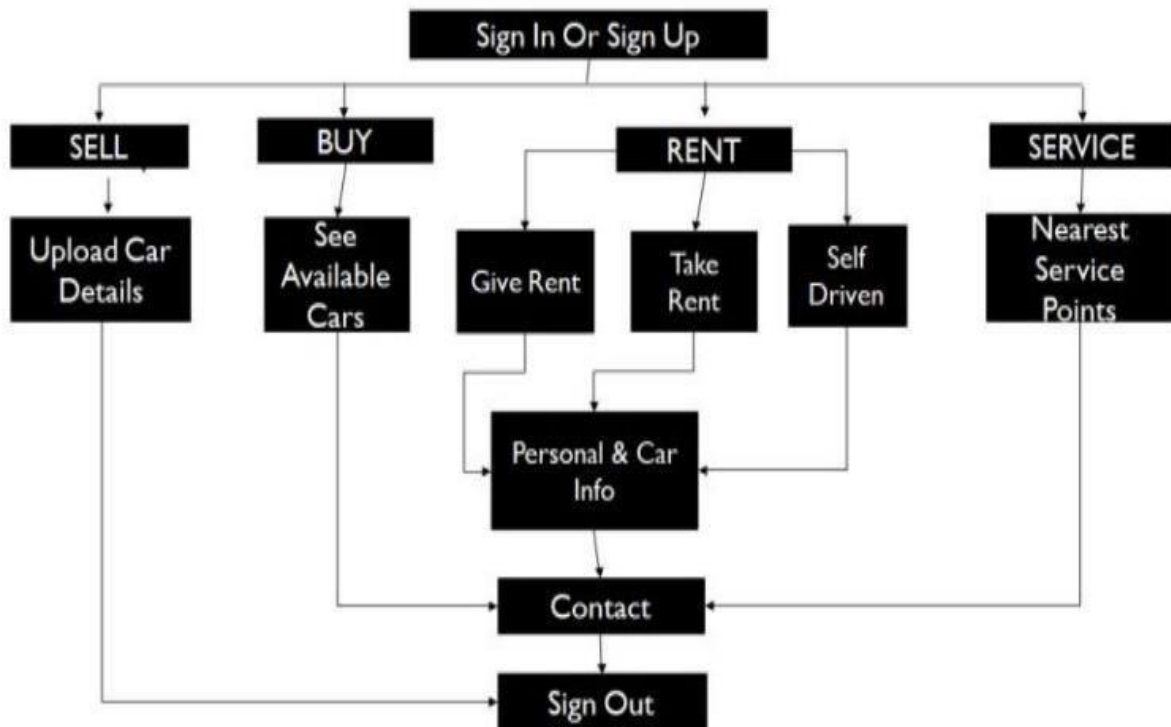 Sign In Or Sign Up
SELL
BUY
RENT
SERVICE
Upload Car
Details
See
Available
Cars
Give Rent
Take
Rent
Self
Driven
Nearest
Service
Points
Personal & Car
Info
Contact
Sign Out